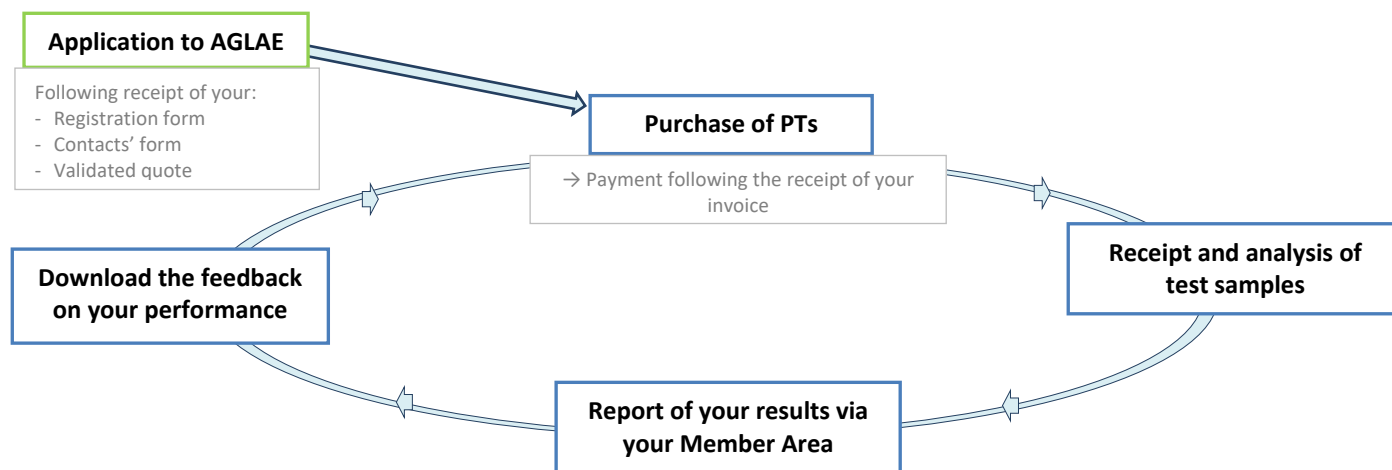 Application to AGLAE
Following receipt of your:
- Registration form
- Contacts’ form
- Validated quote
Purchase of PTs
→ Payment following the receipt of your
invoice
Receipt and analysis of
test samples
Report of your results via
your Member Area
Download the feedback
on your performance